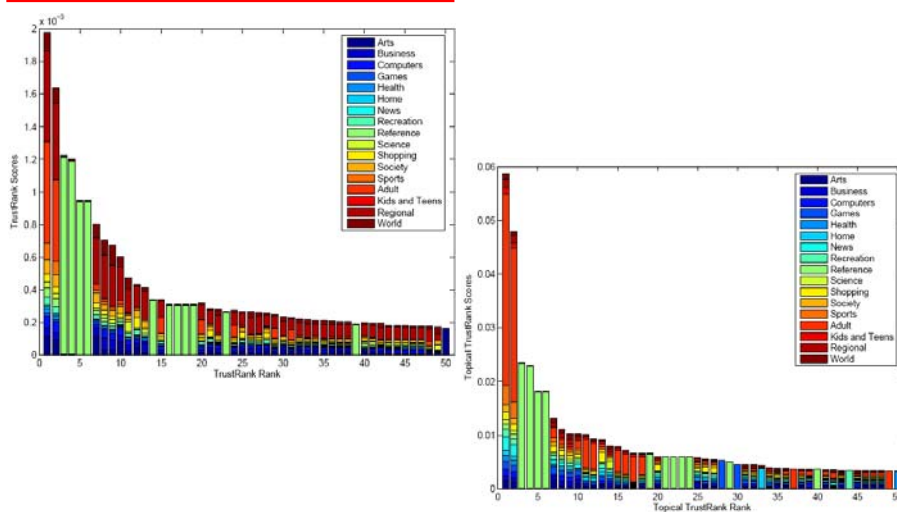 x 10⁻³
2
1.8
1.6
1.4
1.2
1
0.8
0.6
0.4
0.2
0
TrustRank Scores
Arts
Business
Computers
Games
Health
Home
News
Recreation
Reference
Science
Shopping
Society
Sports
Adult
Kids and Teens
Regional
World
0 5 10 15 20 25 30 35 40 45 50
TrustRank Rank
0.06
0.05
0.04
0.03
0.02
0.01
0
Topical TrustRank Scores
Arts
Business
Computers
Games
Health
Home
News
Recreation
Reference
Science
Shopping
Society
Sports
Adult
Kids and Teens
Regional
World
0 5 10 15 20 25 30 35 40 45
Topical TrustRank Rank